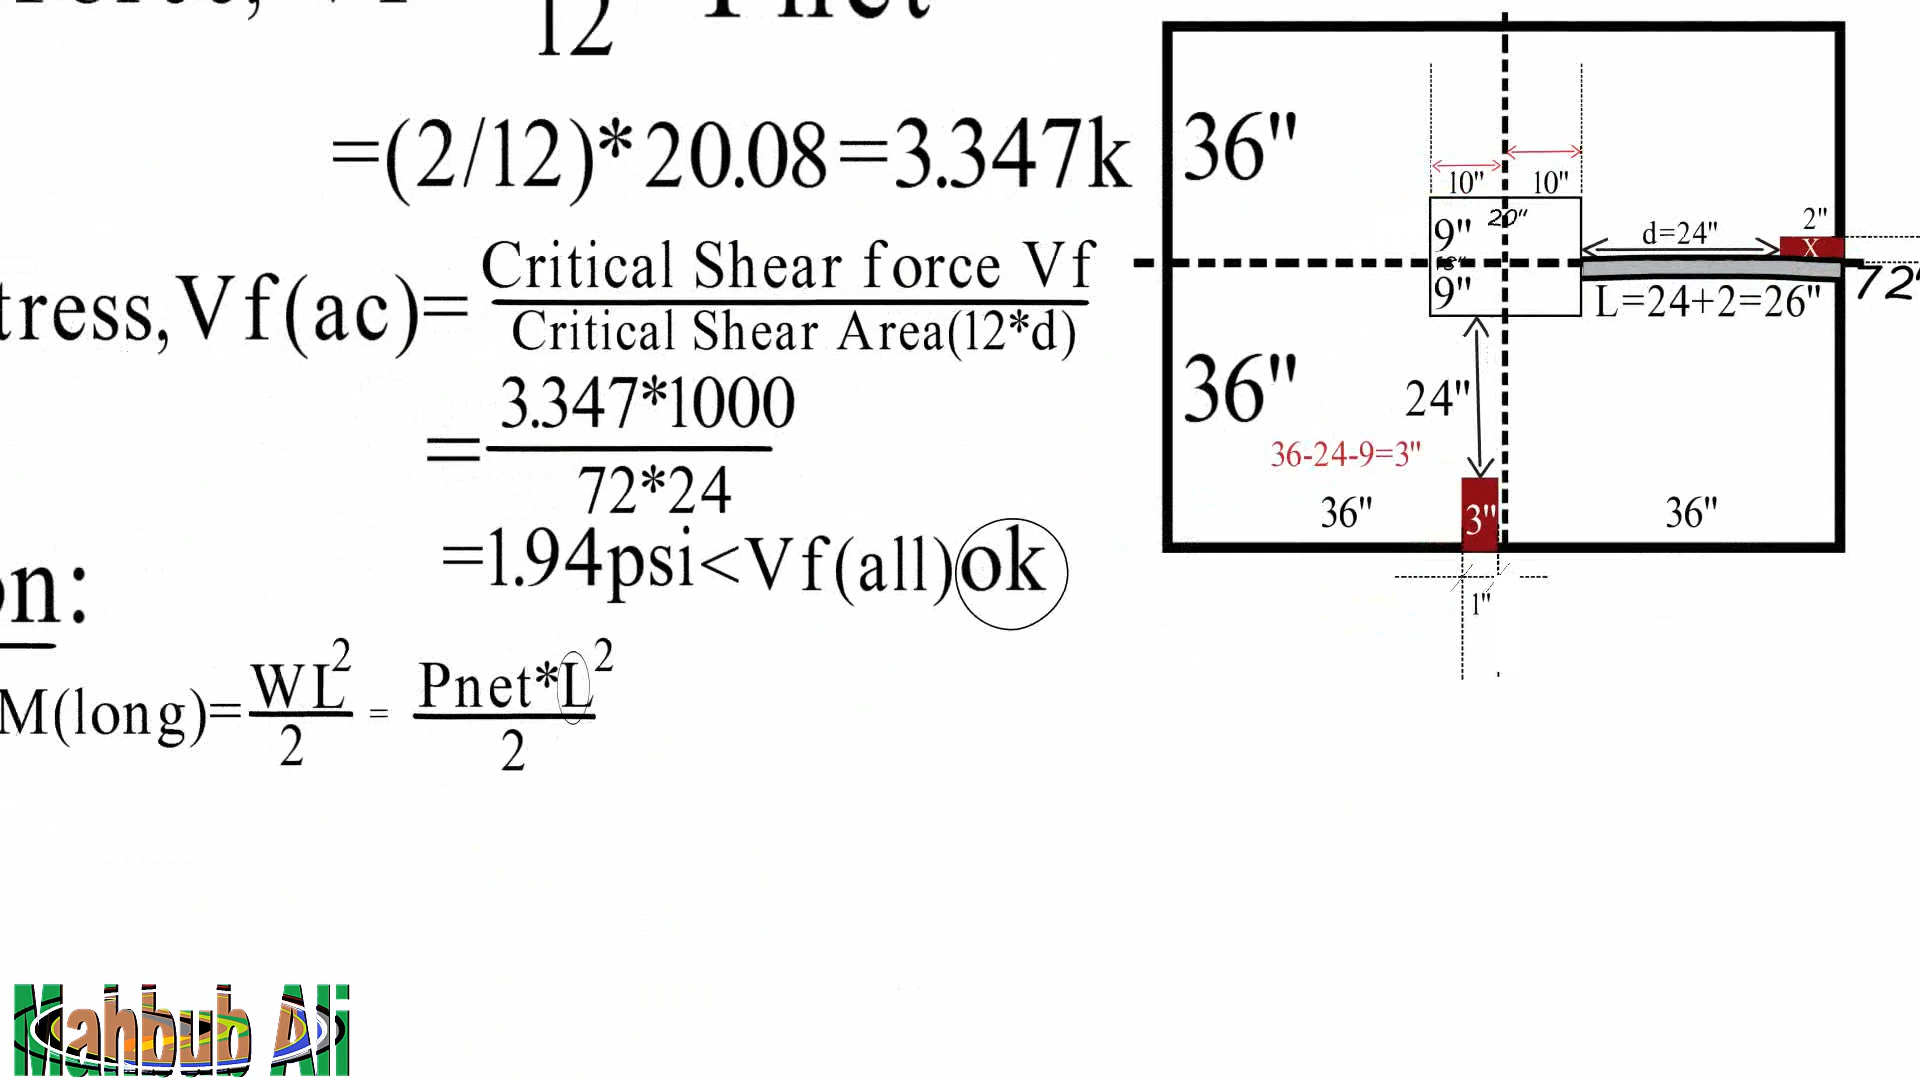 12
=(2/12)*20.08=3.347k
tress,Vf(ac)= Critical Shear force Vf
Critical Shear Area(12*d)
= 3.347*1000
72*24
=1.94psi<Vf(all) ok
on:
M(long)= WL² = Pnet*L²
2 2
36"
10" 10"
20"
9"
9"
d=24"
2"
X
72"
L=24+2=26"
36"
24"
36-24-9=3"
36" 3" 36"
1"
Mahbub Ali